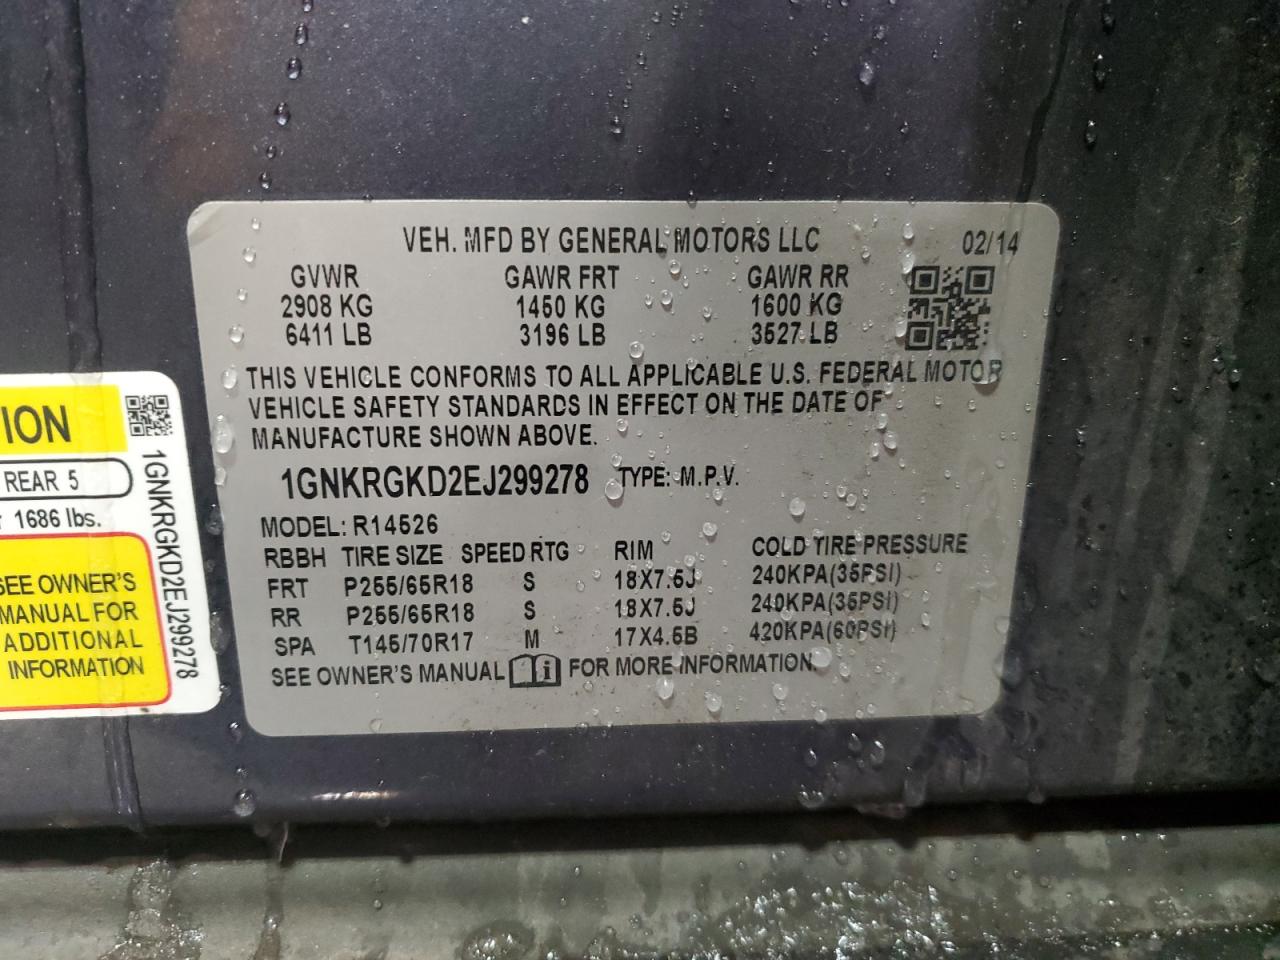 VEH. MFD BY GENERAL MOTORS LLC 02/14
GVWR GAWR FRT GAWR RR
2908 KG 1450 KG 1600 KG
6411 LB 3196 LB 3527 LB
THIS VEHICLE CONFORMS TO ALL APPLICABLE U.S. FEDERAL MOTOR
VEHICLE SAFETY STANDARDS IN EFFECT ON THE DATE OF
MANUFACTURE SHOWN ABOVE.
1GNKRGKD2EJ299278 TYPE: M.P.V.
MODEL: R14526
RBBH TIRE SIZE SPEED RTG RIM COLD TIRE PRESSURE
FRT P255/65R18 S 18X7.5J 240KPA(35PSI)
RR P255/65R18 S 18X7.5J 240KPA(35PSI)
SPA T145/70R17 M 17X4.5B 420KPA(60PSI)
SEE OWNER'S MANUAL i FOR MORE INFORMATION.
ION
REAR 5
1686 lbs.
SEE OWNER'S
MANUAL FOR
ADDITIONAL
INFORMATION
1GNKRGKD2EJ299278